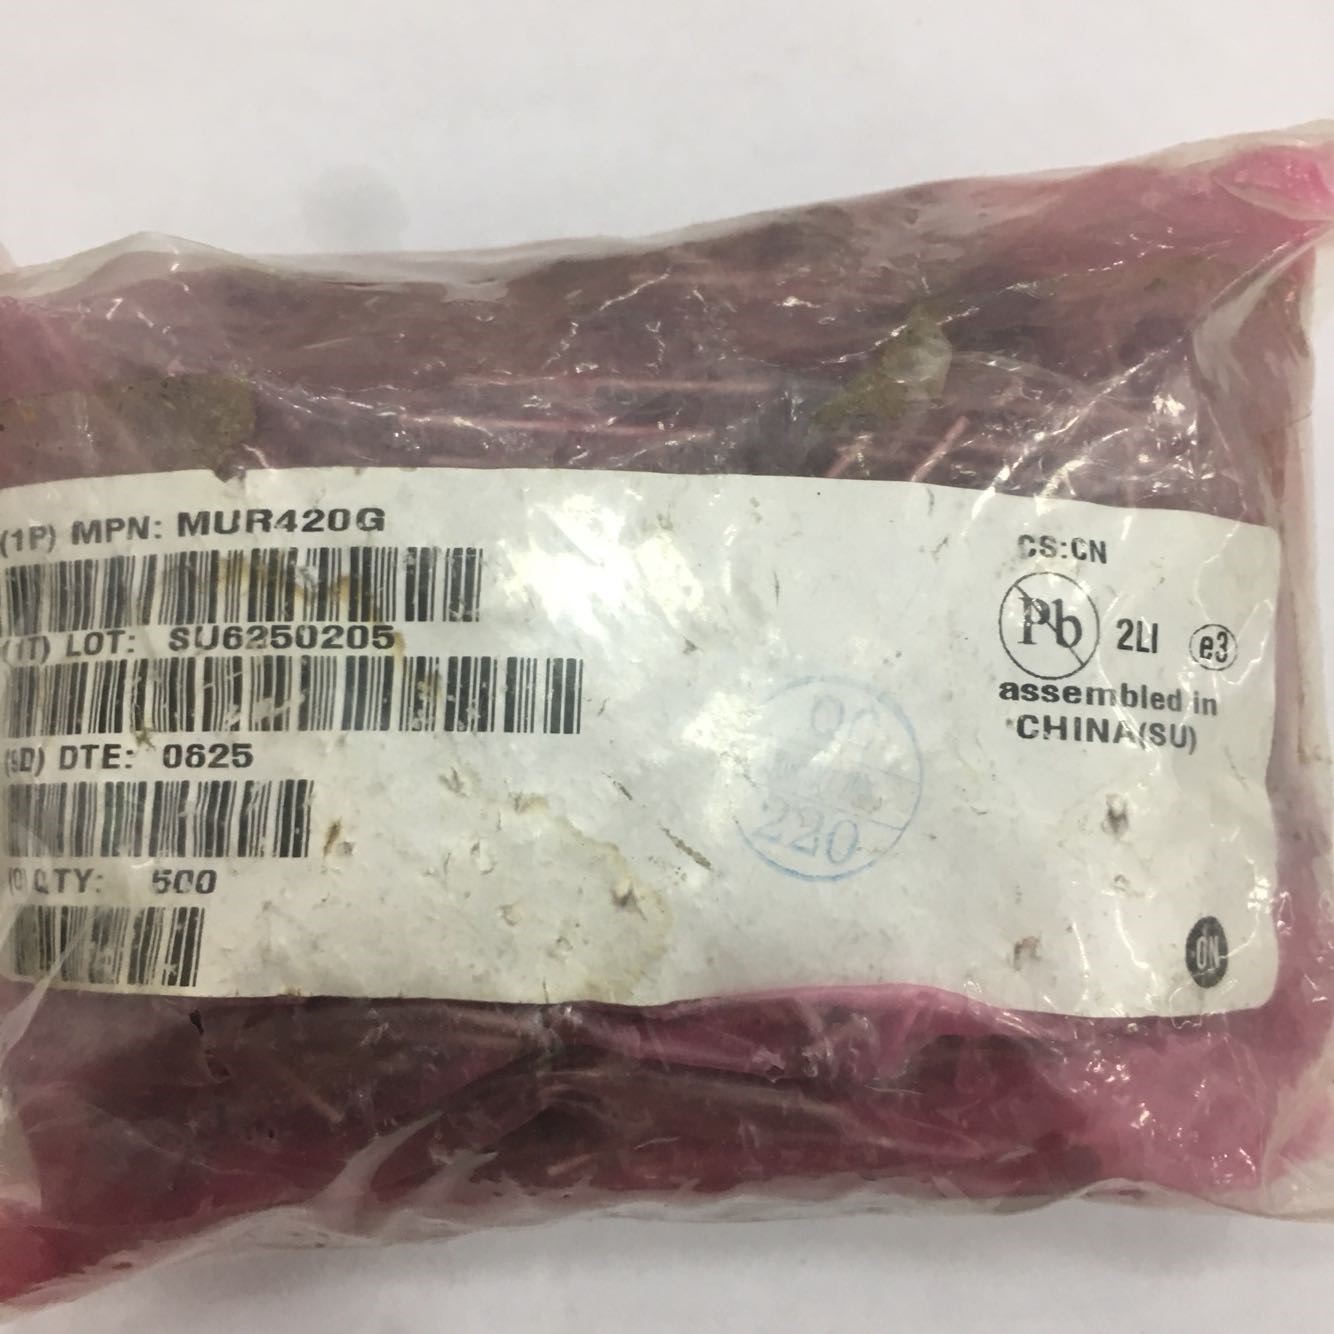 (1P) MPN: MUR420G
(1T) LOT: SU6250205
(9D) DTE: 0625
(Q) QTY: 500
CS:CN
Pb 2LI e3
assembled in
CHINA(SU)
QC
220
ON